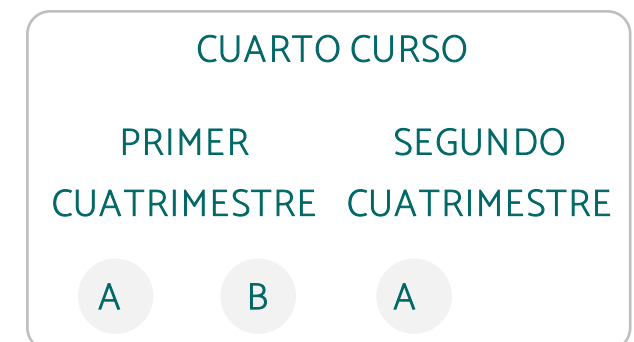 CUARTO CURSO
PRIMER SEGUNDO
CUATRIMESTRE CUATRIMESTRE
A B A